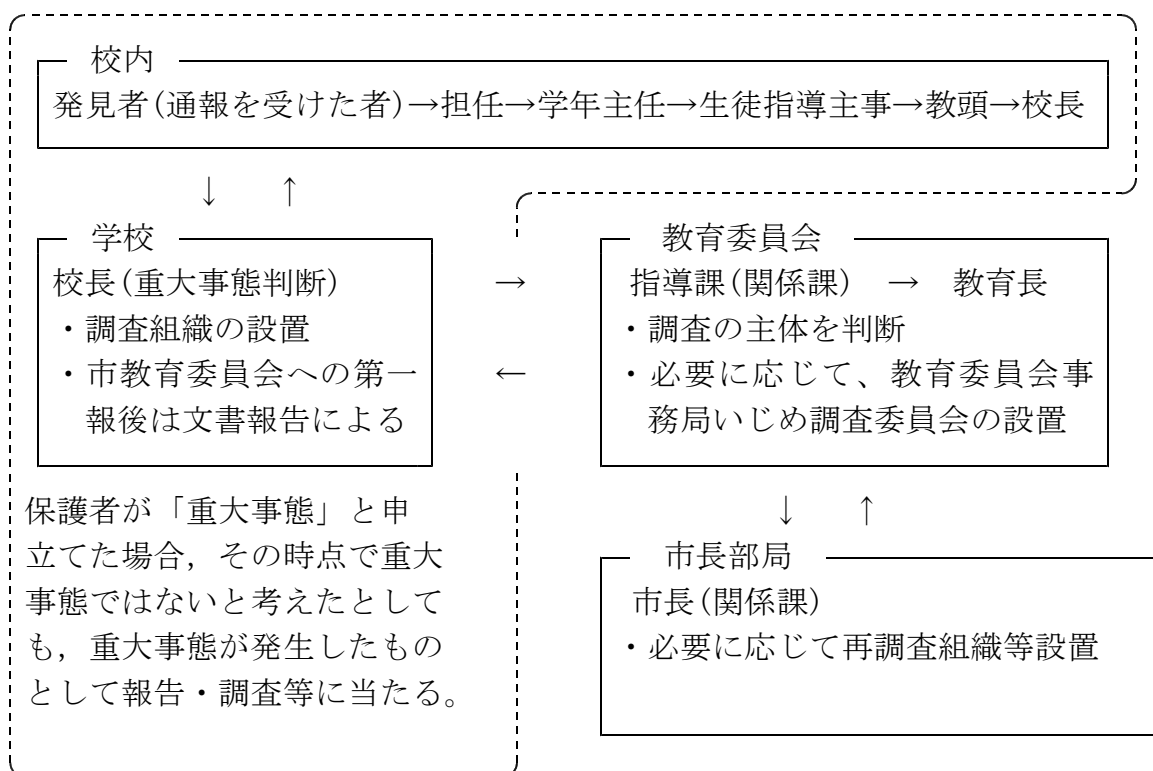 校内
発見者(通報を受けた者)→担任→学年主任→生徒指導主事→教頭→校長
↓ ↑
学校
校長(重大事態判断)
・調査組織の設置
・市教育委員会への第一
報後は文書報告による
→
←
教育委員会
指導課(関係課) → 教育長
・調査の主体を判断
・必要に応じて、教育委員会事
務局いじめ調査委員会の設置
保護者が「重大事態」と申
立てた場合，その時点で重大
事態ではないと考えたとして
も，重大事態が発生したもの
として報告・調査等に当たる。
↓ ↑
市長部局
市長(関係課)
・必要に応じて再調査組織等設置